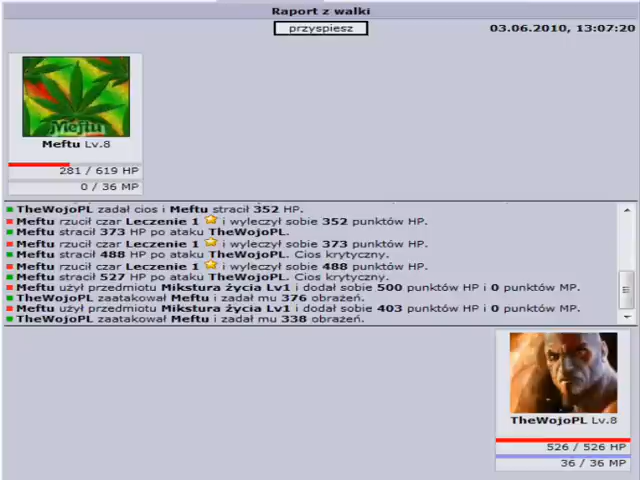 Raport z walki
przyspiesz
03.06.2010, 13:07:20
Meftu
Meftu Lv.8
281 / 619 HP
0 / 36 MP
TheWojoPL zadał cios i Meftu stracił 352 HP.
Meftu rzucił czar Leczenie 1 i wyleczył sobie 352 punktów HP.
Meftu stracił 373 HP po ataku TheWojoPL.
Meftu rzucił czar Leczenie 1 i wyleczył sobie 373 punktów HP.
Meftu stracił 488 HP po ataku TheWojoPL. Cios krytyczny.
Meftu rzucił czar Leczenie 1 i wyleczył sobie 488 punktów HP.
Meftu stracił 527 HP po ataku TheWojoPL. Cios krytyczny.
Meftu użył przedmiotu Mikstura życia Lv1 i dodał sobie 500 punktów HP i 0 punktów MP.
TheWojoPL zaatakował Meftu i zadał mu 376 obrażeń.
Meftu użył przedmiotu Mikstura życia Lv1 i dodał sobie 403 punktów HP i 0 punktów MP.
TheWojoPL zaatakował Meftu i zadał mu 338 obrażeń.
TheWojoPL Lv.8
526 / 526 HP
36 / 36 MP